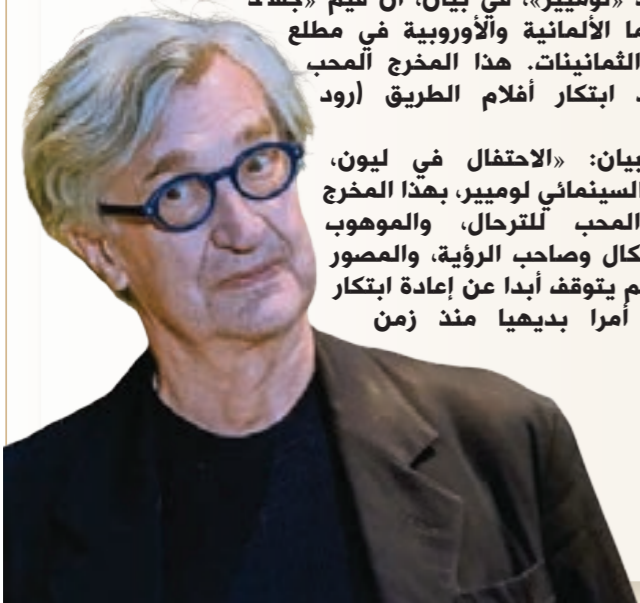 «لوميير»، في بيان، أن فيم «جسد
ما الألمانية والأوروبية في مطلع
الثمانينات. هذا المخرج المحب
ابتكار أفلام الطريق (رود
بيان: «الاحتفال في ليون،
السينمائي لوميير، بهذا المخرج
المحب للترحال، والموهوب
كال وصاحب الرؤية، والمصور
م يتوقف أبدا عن إعادة ابتكار
أمرا بديهيا منذ زمن